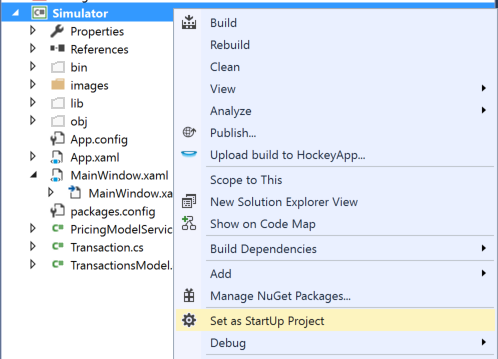 Simulator
Properties
References
bin
images
lib
obj
App.config
App.xaml
MainWindow.xaml
MainWindow.xa
packages.config
PricingModelServic
Transaction.cs
TransactionsModel.
Build
Rebuild
Clean
View
Analyze
Publish...
Upload build to HockeyApp...
Scope to This
New Solution Explorer View
Show on Code Map
Build Dependencies
Add
Manage NuGet Packages...
Set as StartUp Project
Debug